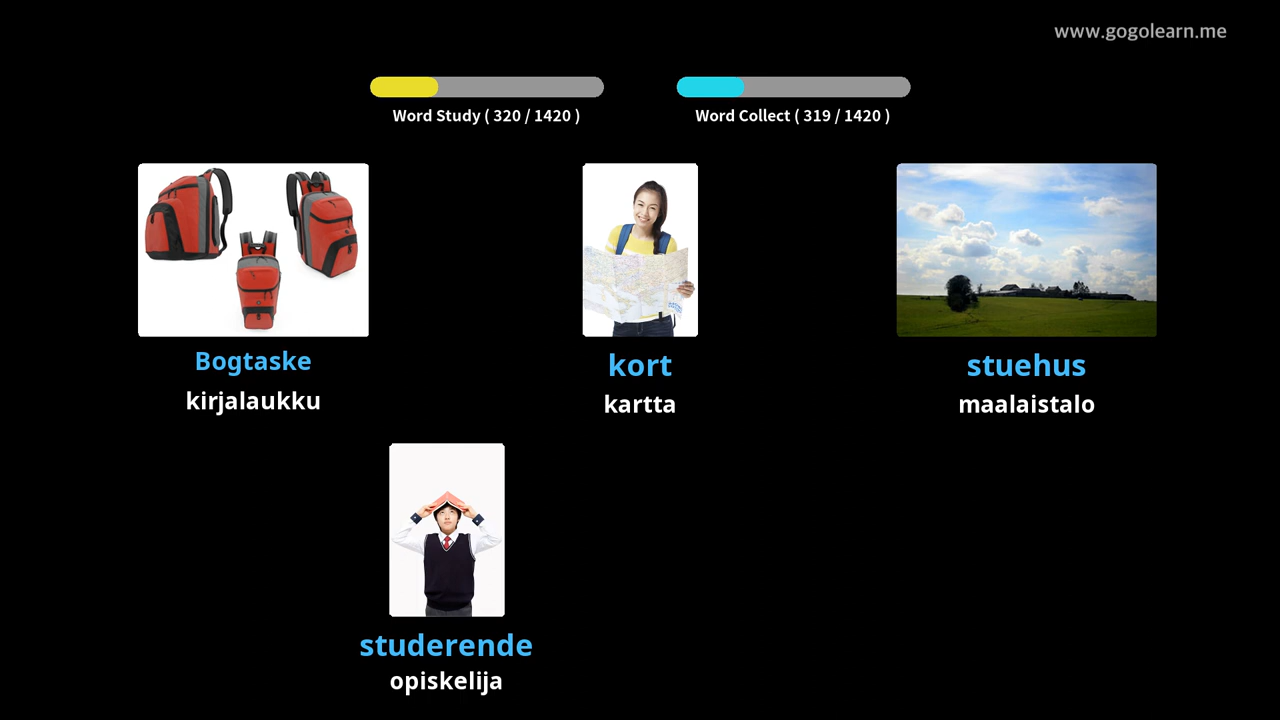 www.gogolearn.me
Word Study ( 320 / 1420 )
Word Collect ( 319 / 1420 )
Bogtaske
kirjalaukku
kort
kartta
stuehus
maalaistalo
studerende
opiskelija